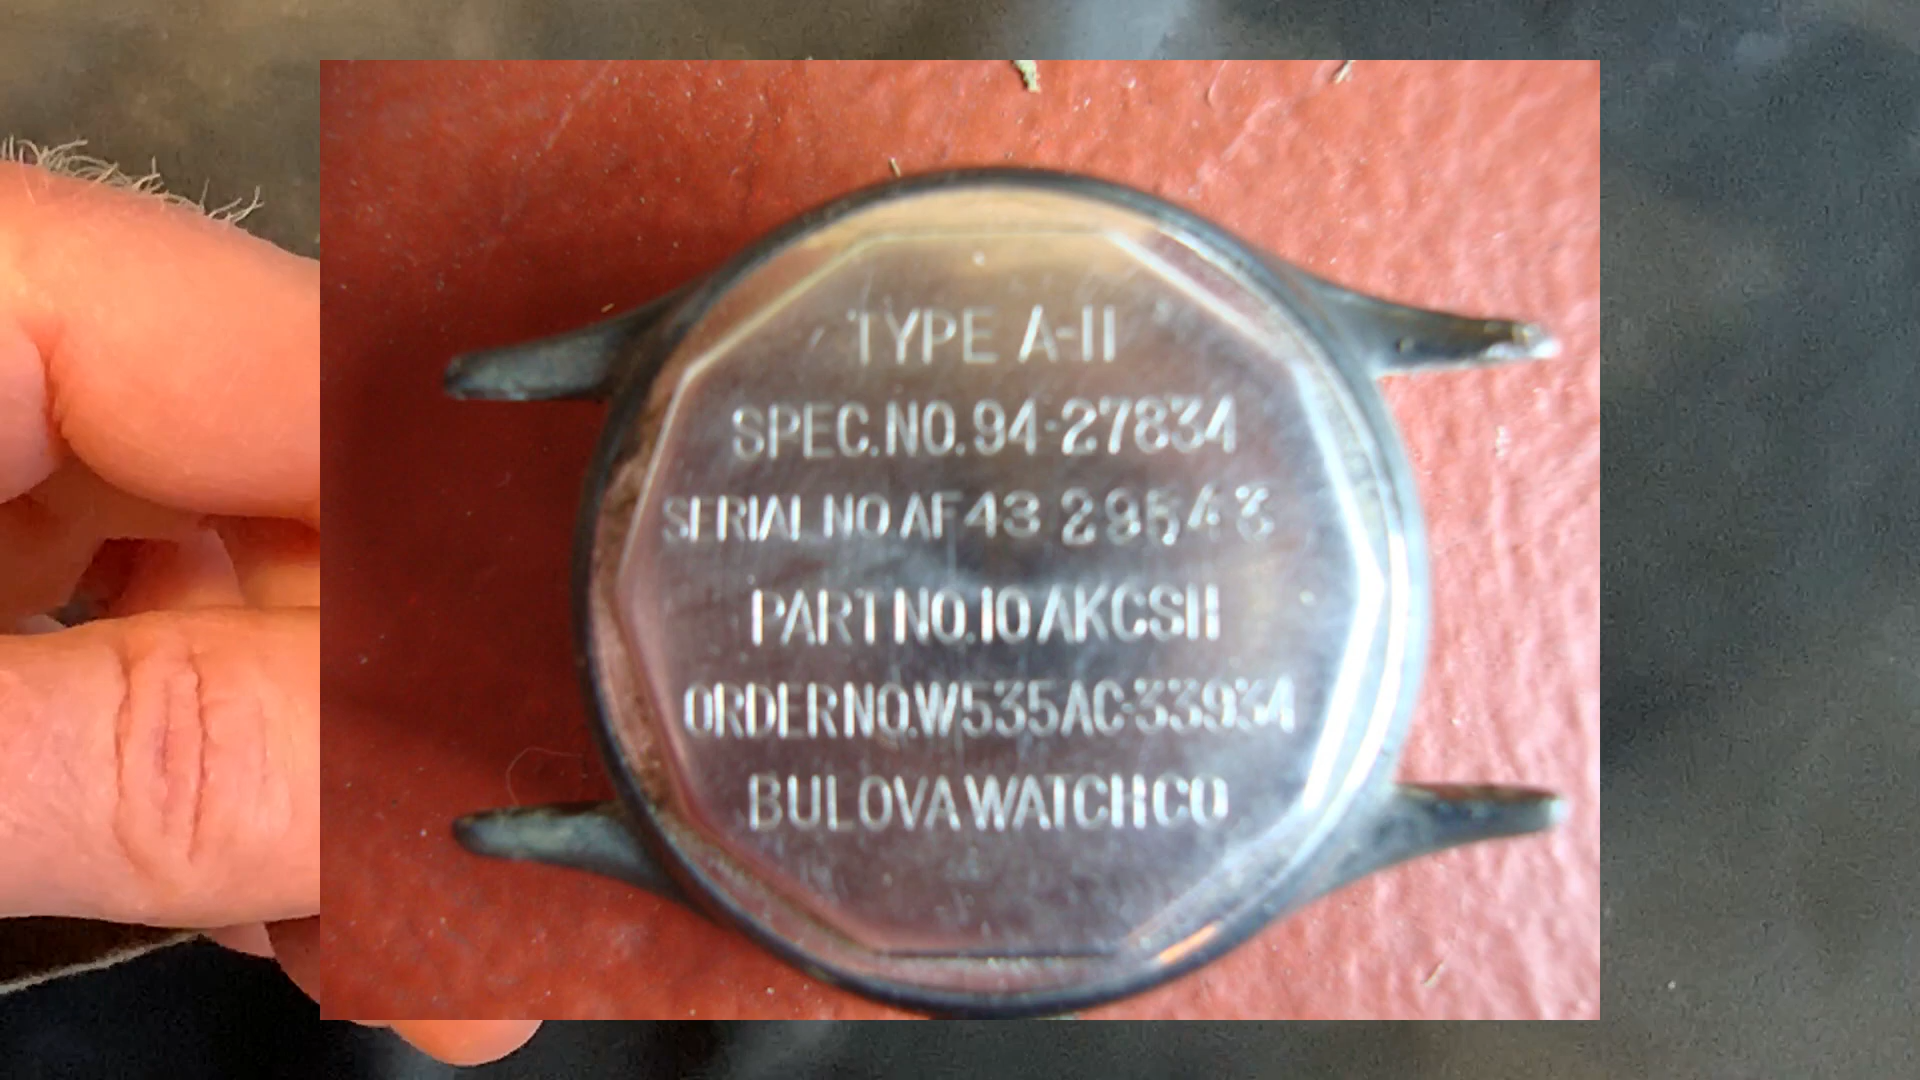 TYPE A-11
SPEC.NO.94-27834
SERIAL NO AF43 29543
PART NO.10AKCSH
ORDER NO.W535AC-33934
BULOVA WATCH CO